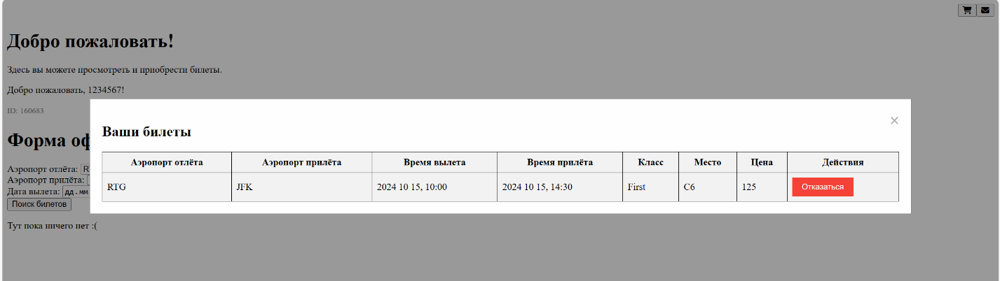 Добро пожаловать!
Здесь вы можете просмотреть и приобрести билеты.
Добро пожаловать, 1234567!
ID: 160683
×
Ваши билеты
Форма оф
Аэропорт отлёта Аэропорт прилёта Время вылета Время прилёта Класс Место Цена Действия
RTG JFK 2024 10 15, 10:00 2024 10 15, 14:30 First C6 125 Отказаться
Аэропорт отлёта:
Аэропорт прилёта:
Дата вылета: дд.мм
Поиск билетов
Тут пока ничего нет :(